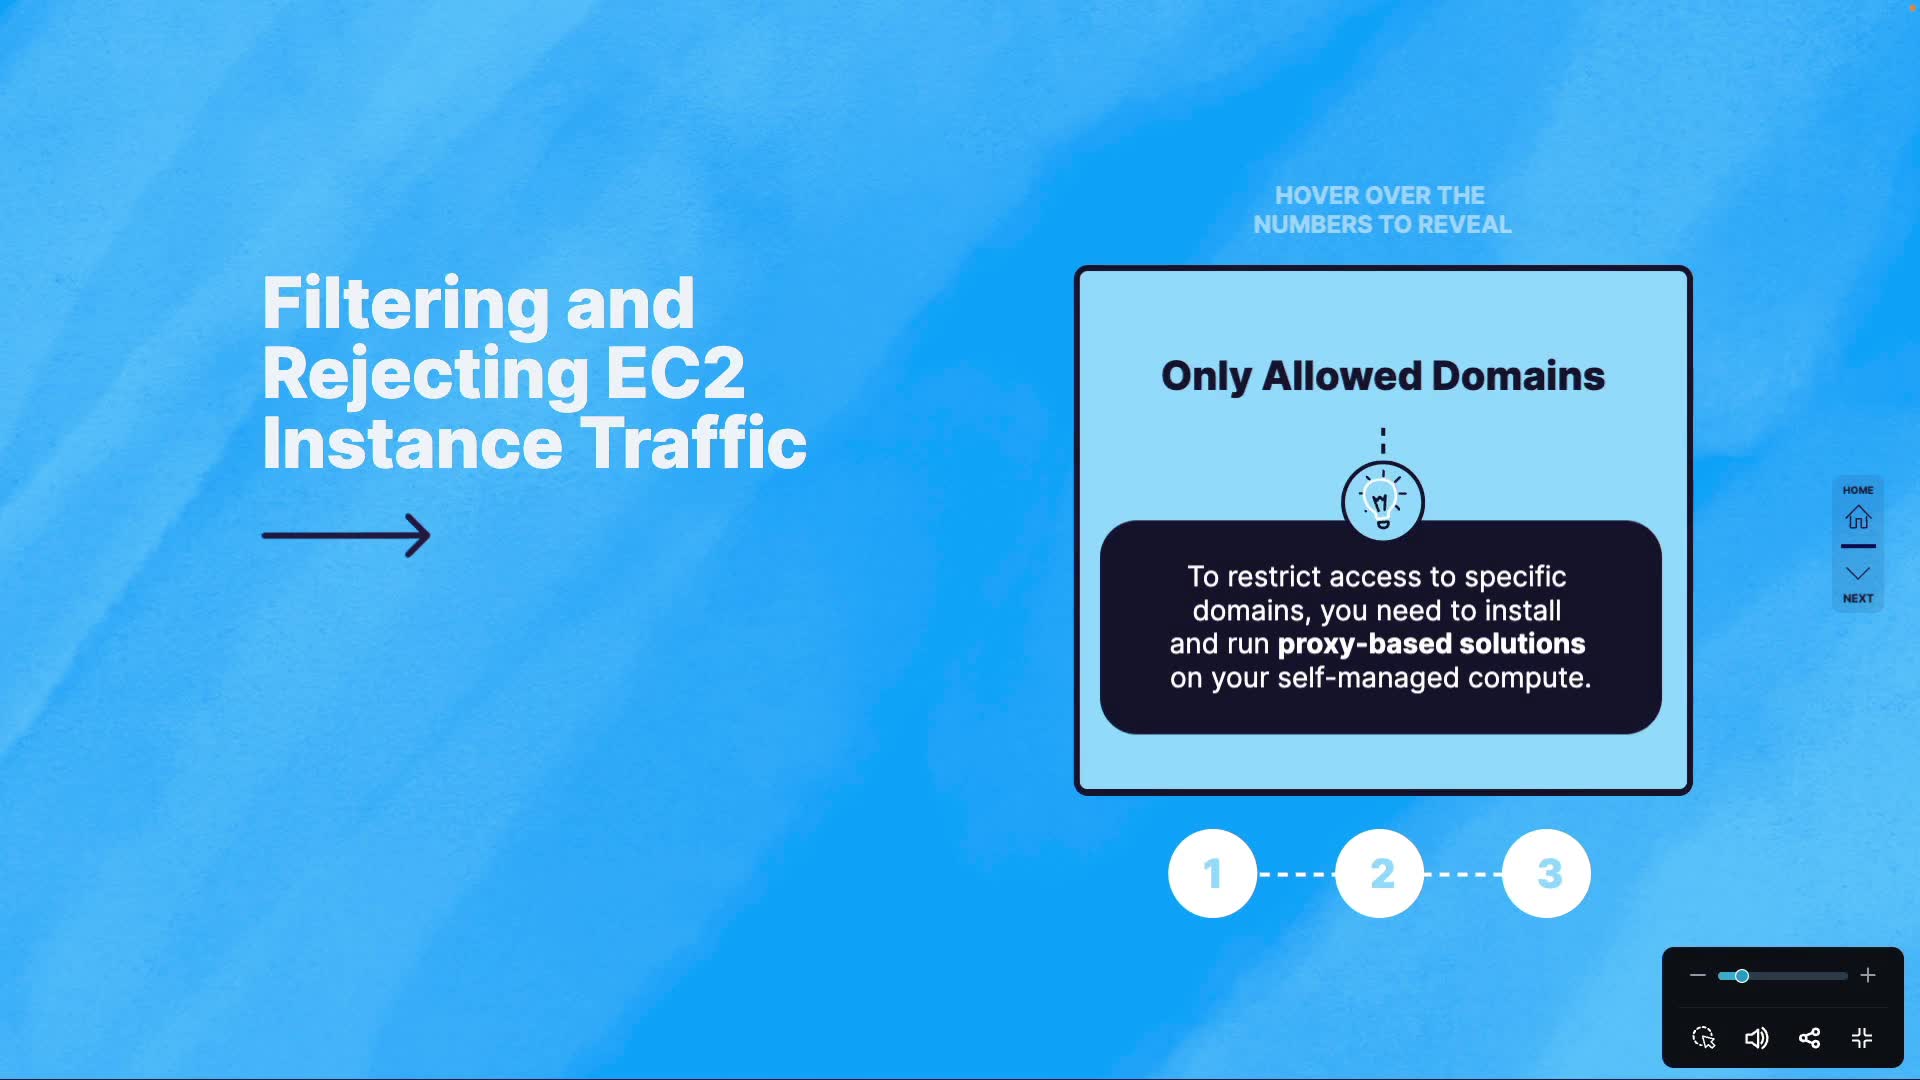 Filtering and
Rejecting EC2
Instance Traffic
HOVER OVER THE
NUMBERS TO REVEAL
Only Allowed Domains
To restrict access to specific
domains, you need to install
and run proxy-based solutions
on your self-managed compute.
1
2
3
HOME
NEXT